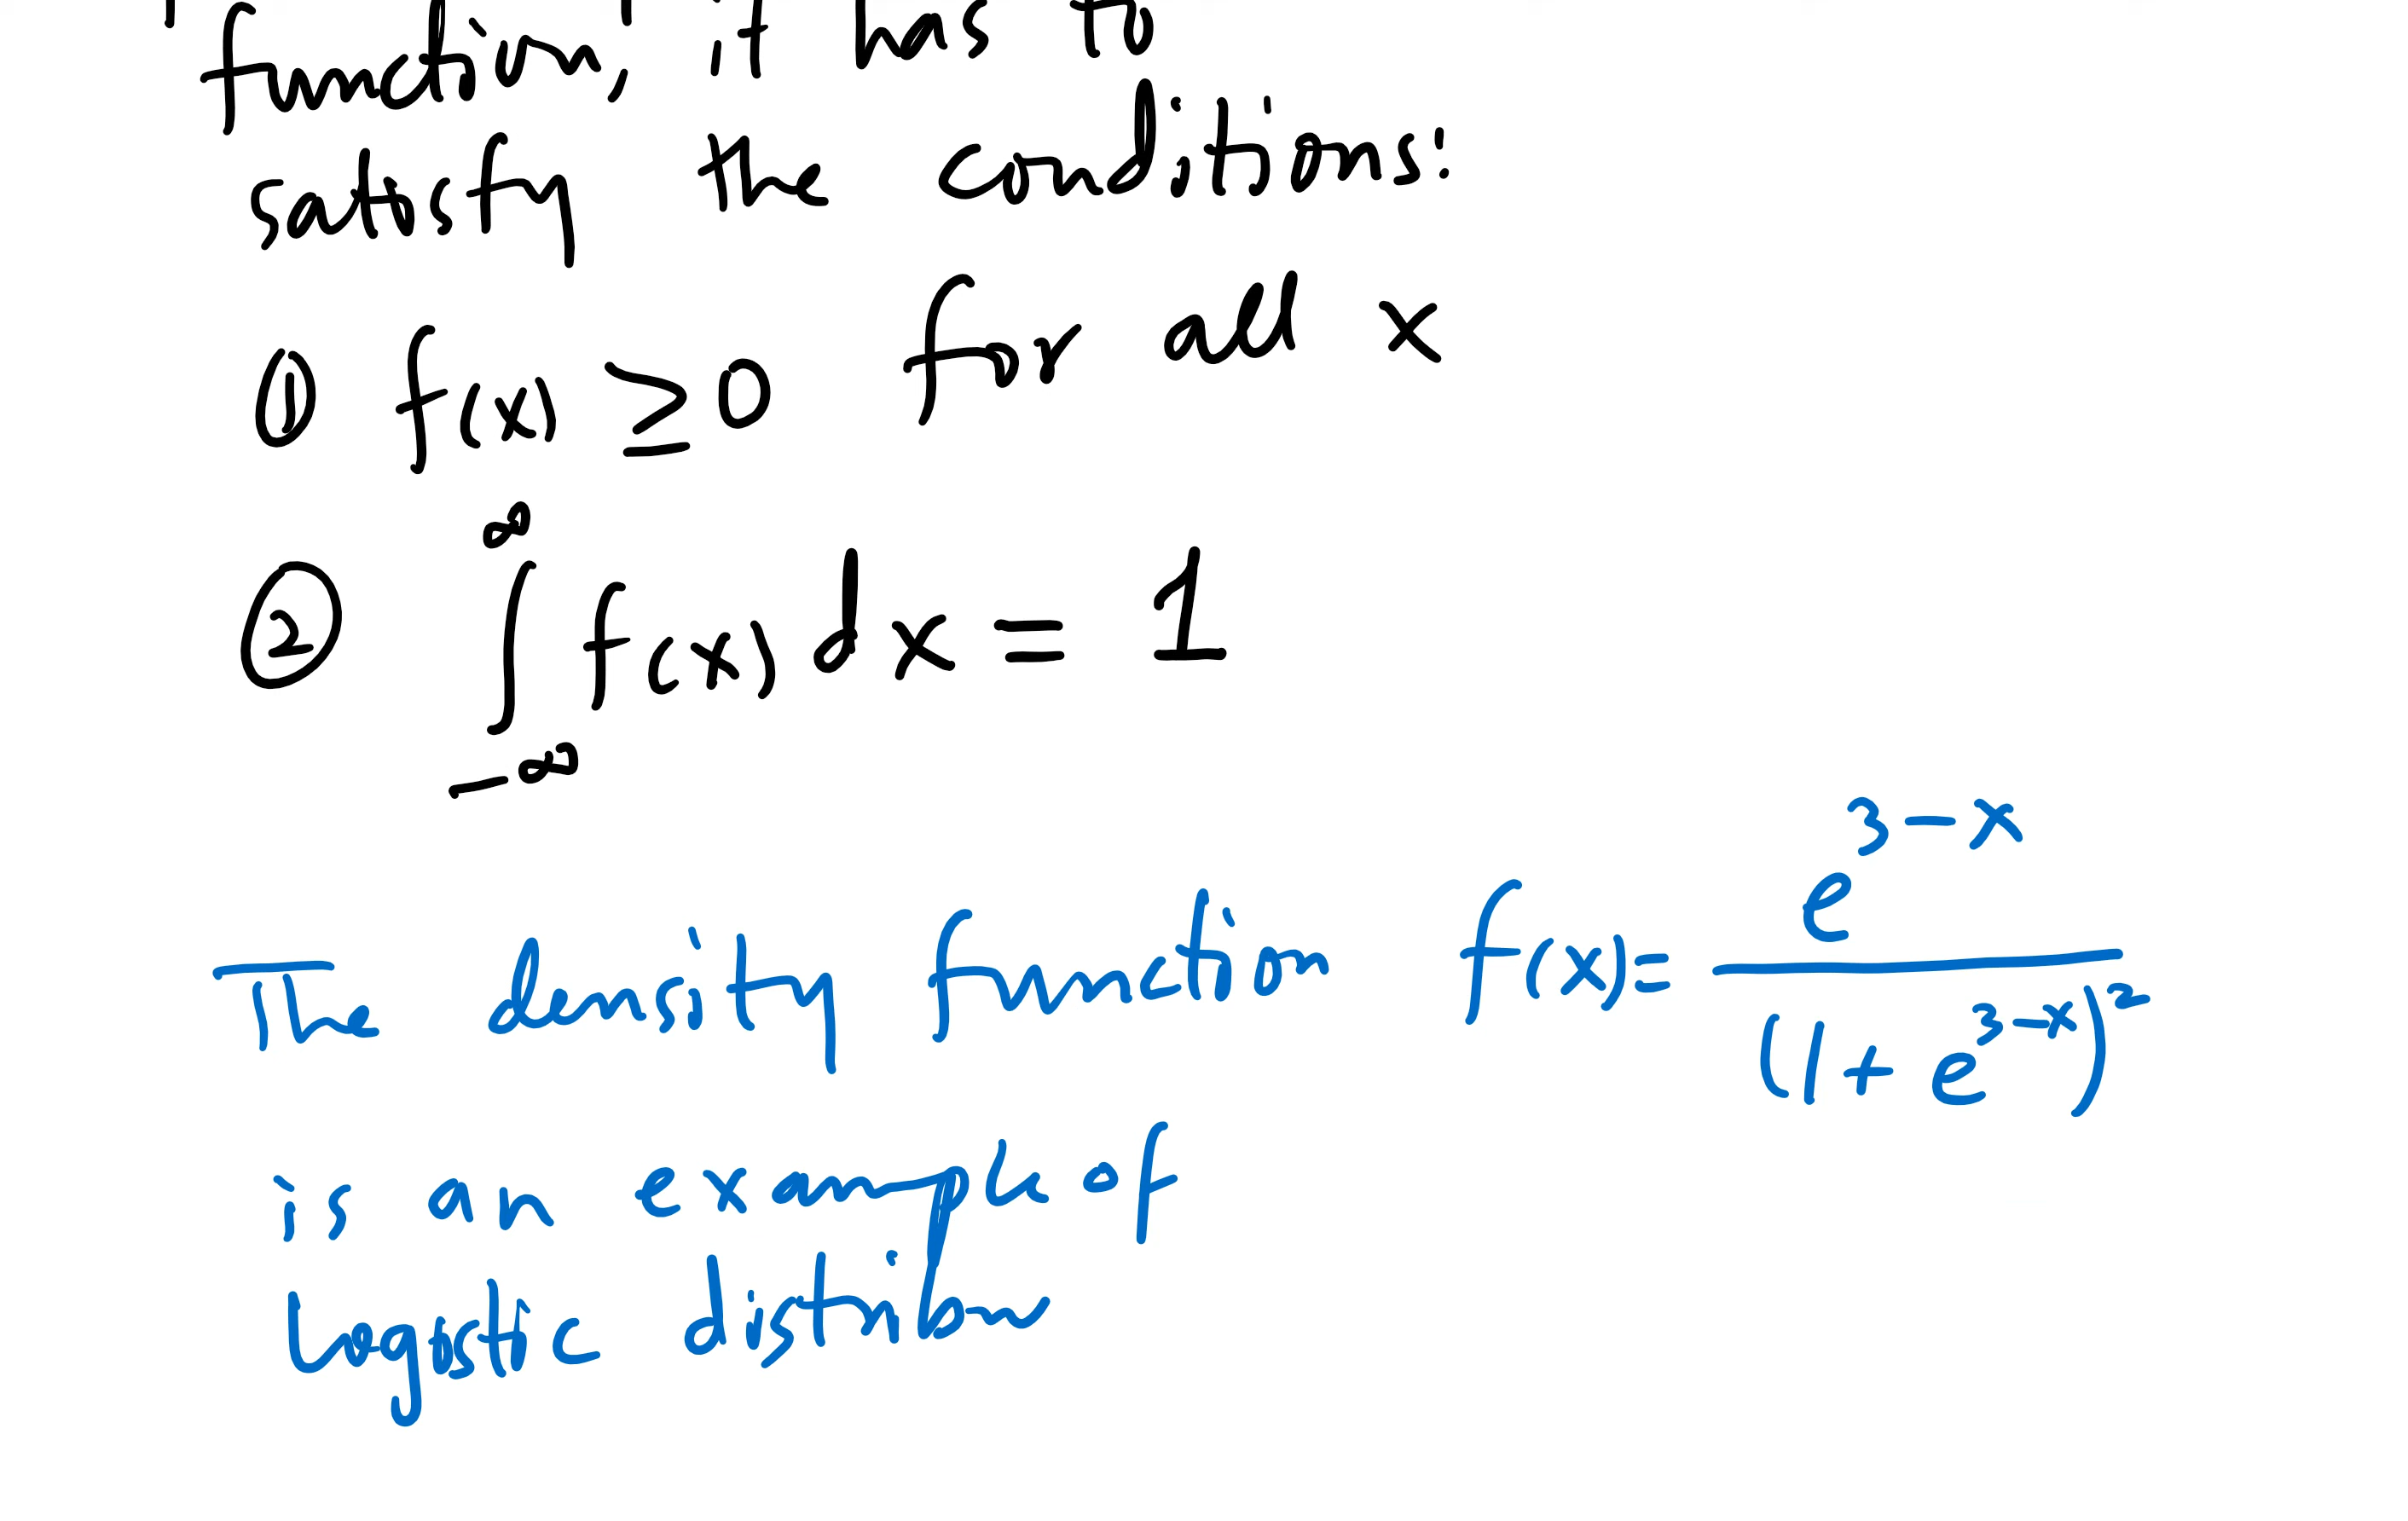 function, it has to
satisfy the conditions:
① f(x) ≥ 0 for all x
② ∫_{-∞}^{∞} f(x) dx = 1
The density function f(x) = e^{3-x} / (1 + e^{3-x})^2
is an example of
Logistic distribn